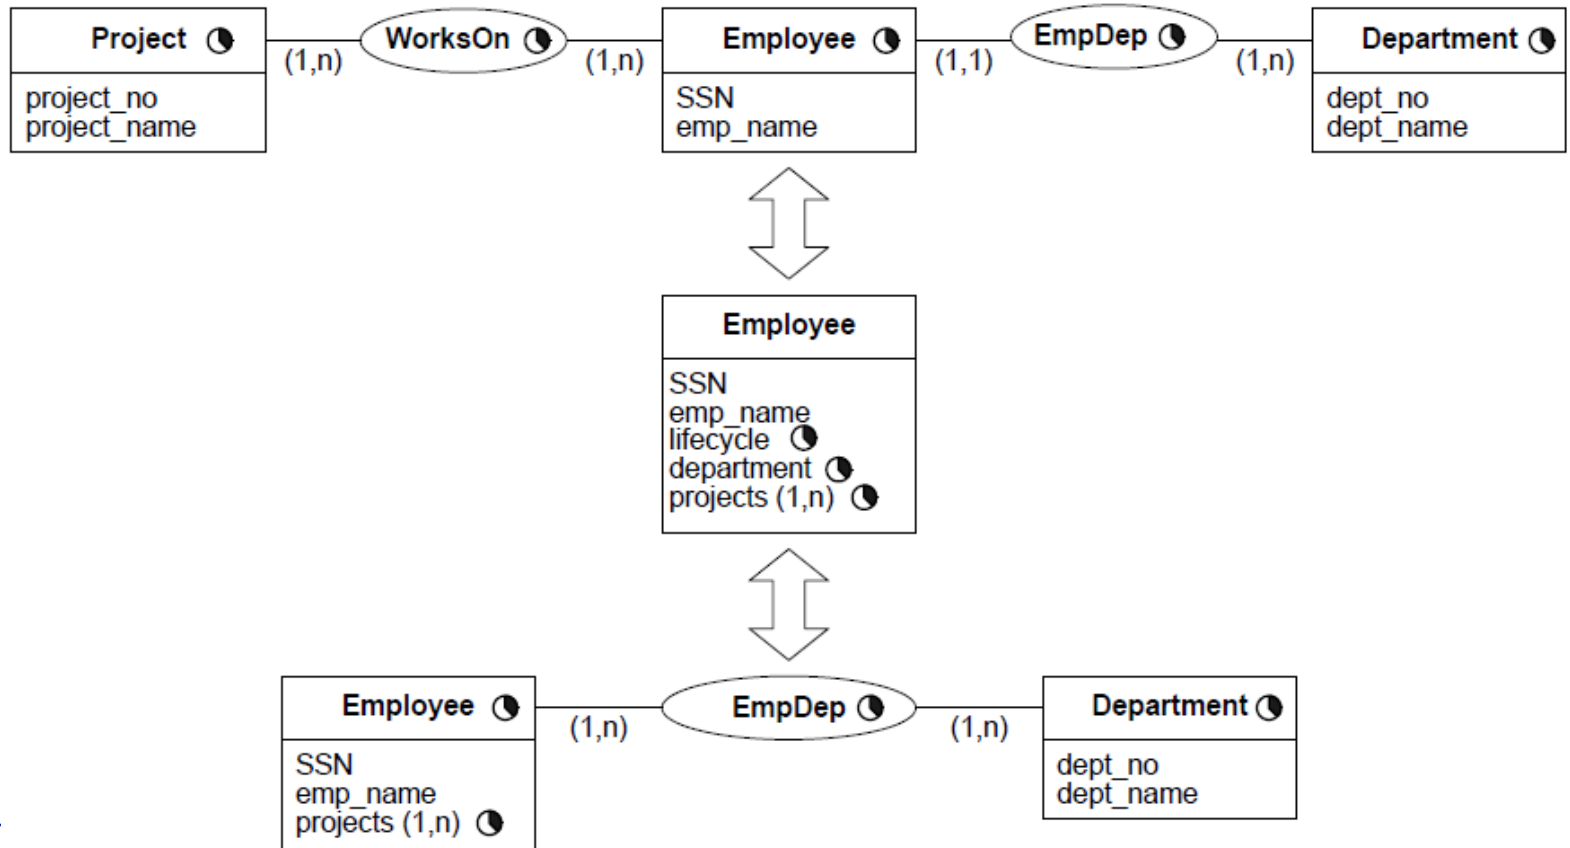 Project
WorksOn
Employee
EmpDep
Department
(1,n)
(1,n)
(1,1)
(1,n)
project_no
project_name
SSN
emp_name
dept_no
dept_name
Employee
SSN
emp_name
lifecycle
department
projects (1,n)
Employee
EmpDep
Department
(1,n)
(1,n)
SSN
emp_name
projects (1,n)
dept_no
dept_name